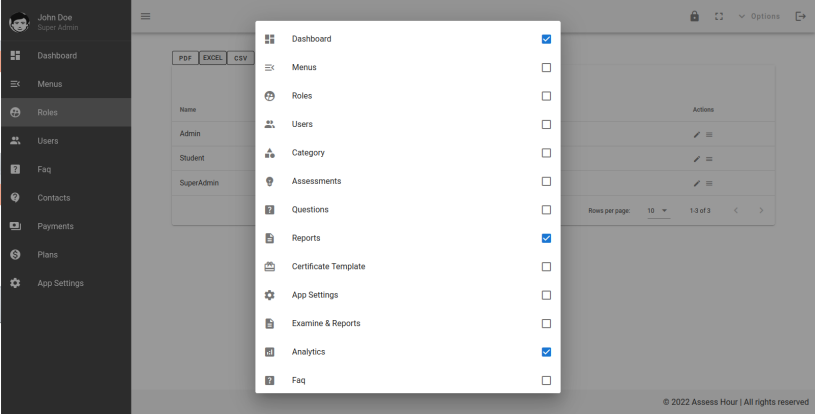 John Doe
Super Admin
Dashboard
Menus
Roles
Users
Faq
Contacts
Payments
Plans
App Settings
Options
PDF EXCEL CSV
Name Actions
Admin
Student
SuperAdmin
Rows per page: 10 1-3 of 3
Dashboard
Menus
Roles
Users
Category
Assessments
Questions
Reports
Certificate Template
App Settings
Examine & Reports
Analytics
Faq
© 2022 Assess Hour | All rights reserved